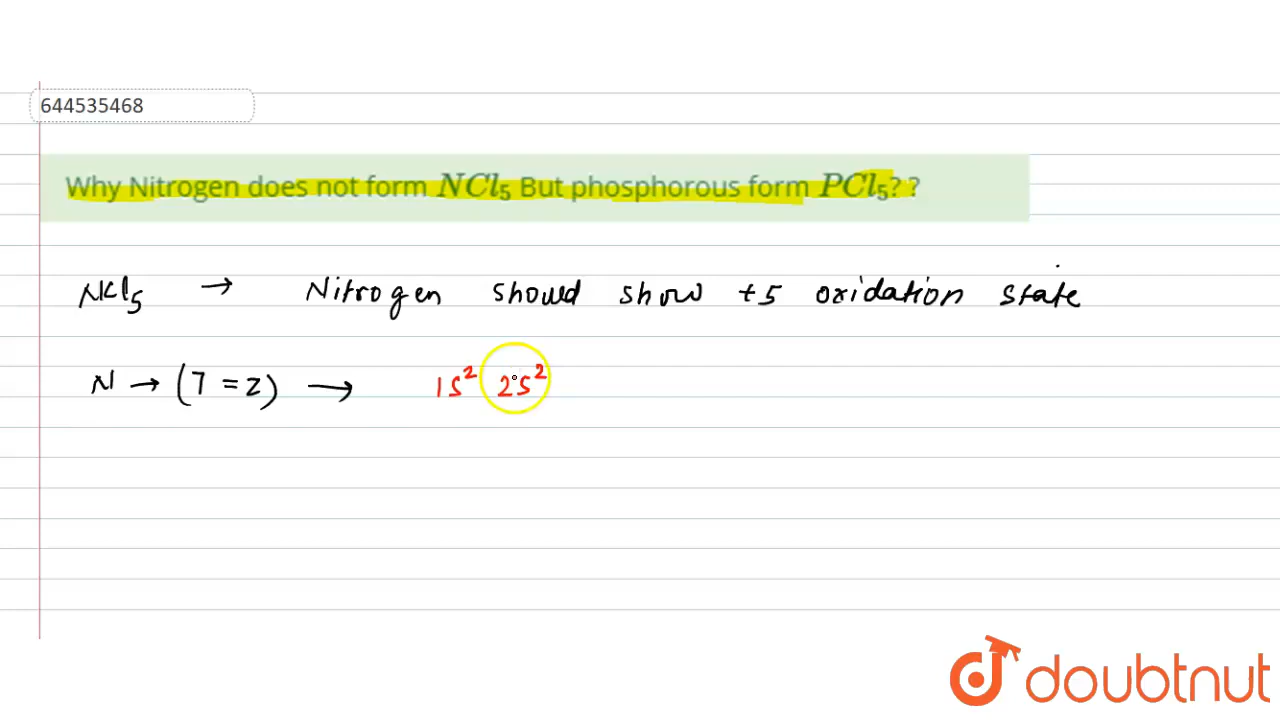 644535468
Why Nitrogen does not form NCl5 But phosphorous form PCl5? ?
NCl5 → Nitrogen should show +5 oxidation state
N → (7 = Z) → 1s² 2s²
doubtnut